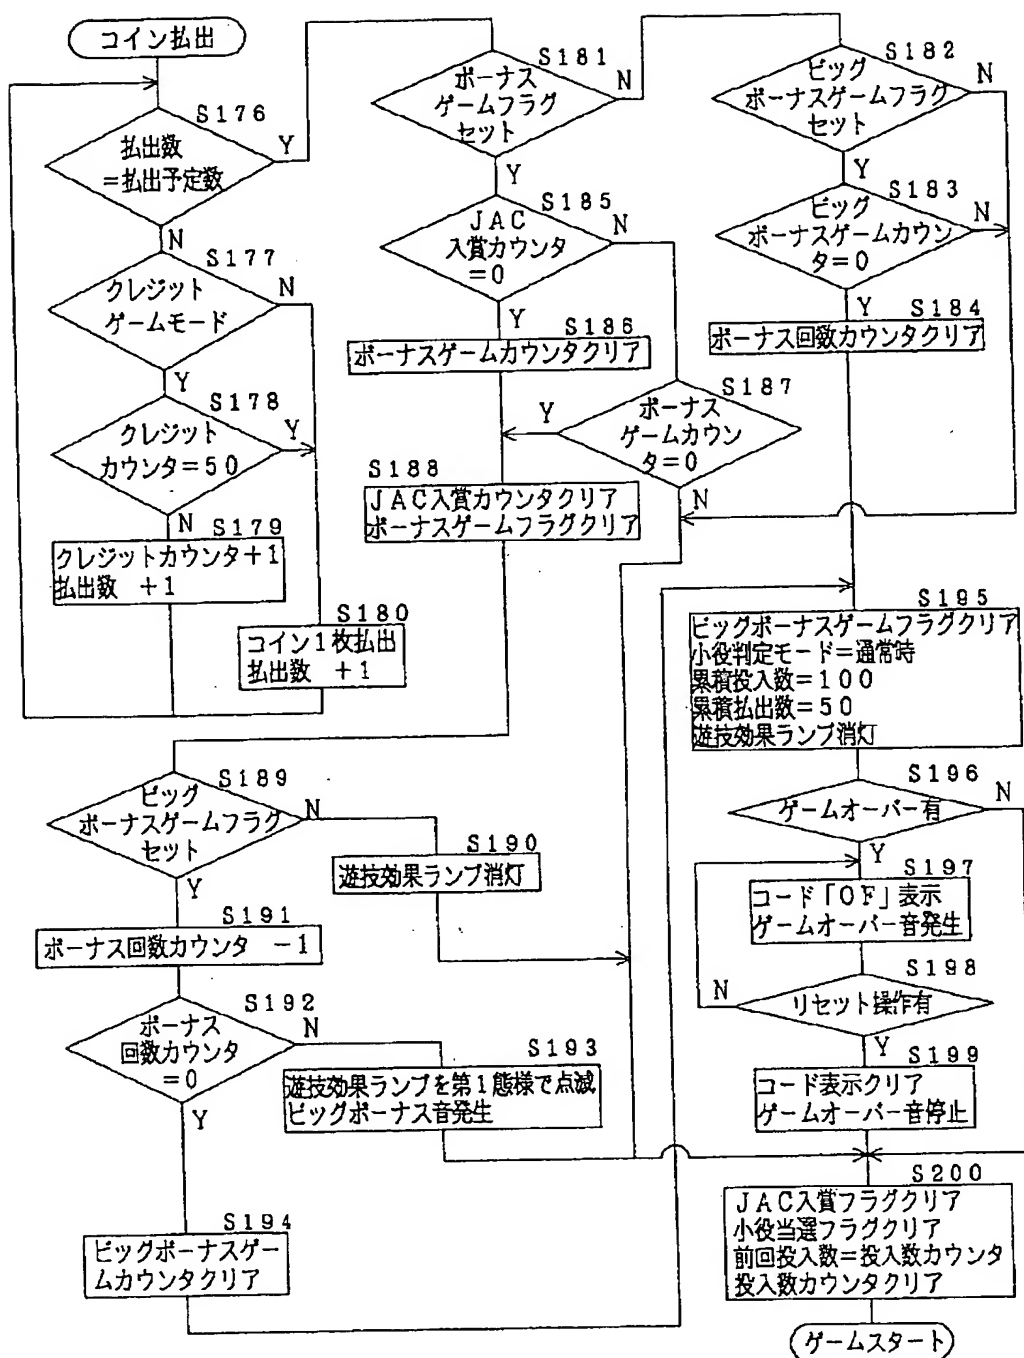 コイン払出
S176
払出数
=払出予定数
Y
N
S177
クレジット
ゲームモード
N
Y
S178
クレジット
カウンタ=50
Y
N
S179
クレジットカウンタ+1
払出数 +1
S180
コイン1枚払出
払出数 +1
S181
ボーナス
ゲームフラグ
セット
N
Y
S182
ビッグ
ボーナスゲームフラグ
セット
N
Y
S183
ビッグ
ボーナスゲームカウン
タ=0
N
Y
S184
ボーナス回数カウンタクリア
S185
JAC
入賞カウンタ
=0
N
Y
S186
ボーナスゲームカウンタクリア
S187
ボーナス
ゲームカウン
タ=0
Y
N
S188
JAC入賞カウンタクリア
ボーナスゲームフラグクリア
S189
ビッグ
ボーナスゲームフラグ
セット
N
Y
S190
遊技効果ランプ消灯
S191
ボーナス回数カウンタ -1
S192
ボーナス
回数カウンタ
=0
N
Y
S193
遊技効果ランプを第1態様で点滅
ビッグボーナス音発生
S194
ビッグボーナスゲー
ムカウンタクリア
S195
ビッグボーナスゲームフラグクリア
小役判定モード=通常時
累積投入数=100
累積払出数=50
遊技効果ランプ消灯
S196
ゲームオーバー有
N
Y
S197
コード「OF」表示
ゲームオーバー音発生
S198
リセット操作有
N
Y
S199
コード表示クリア
ゲームオーバー音停止
S200
JAC入賞フラグクリア
小役当選フラグクリア
前回投入数=投入数カウンタ
投入数カウンタクリア
ゲームスタート